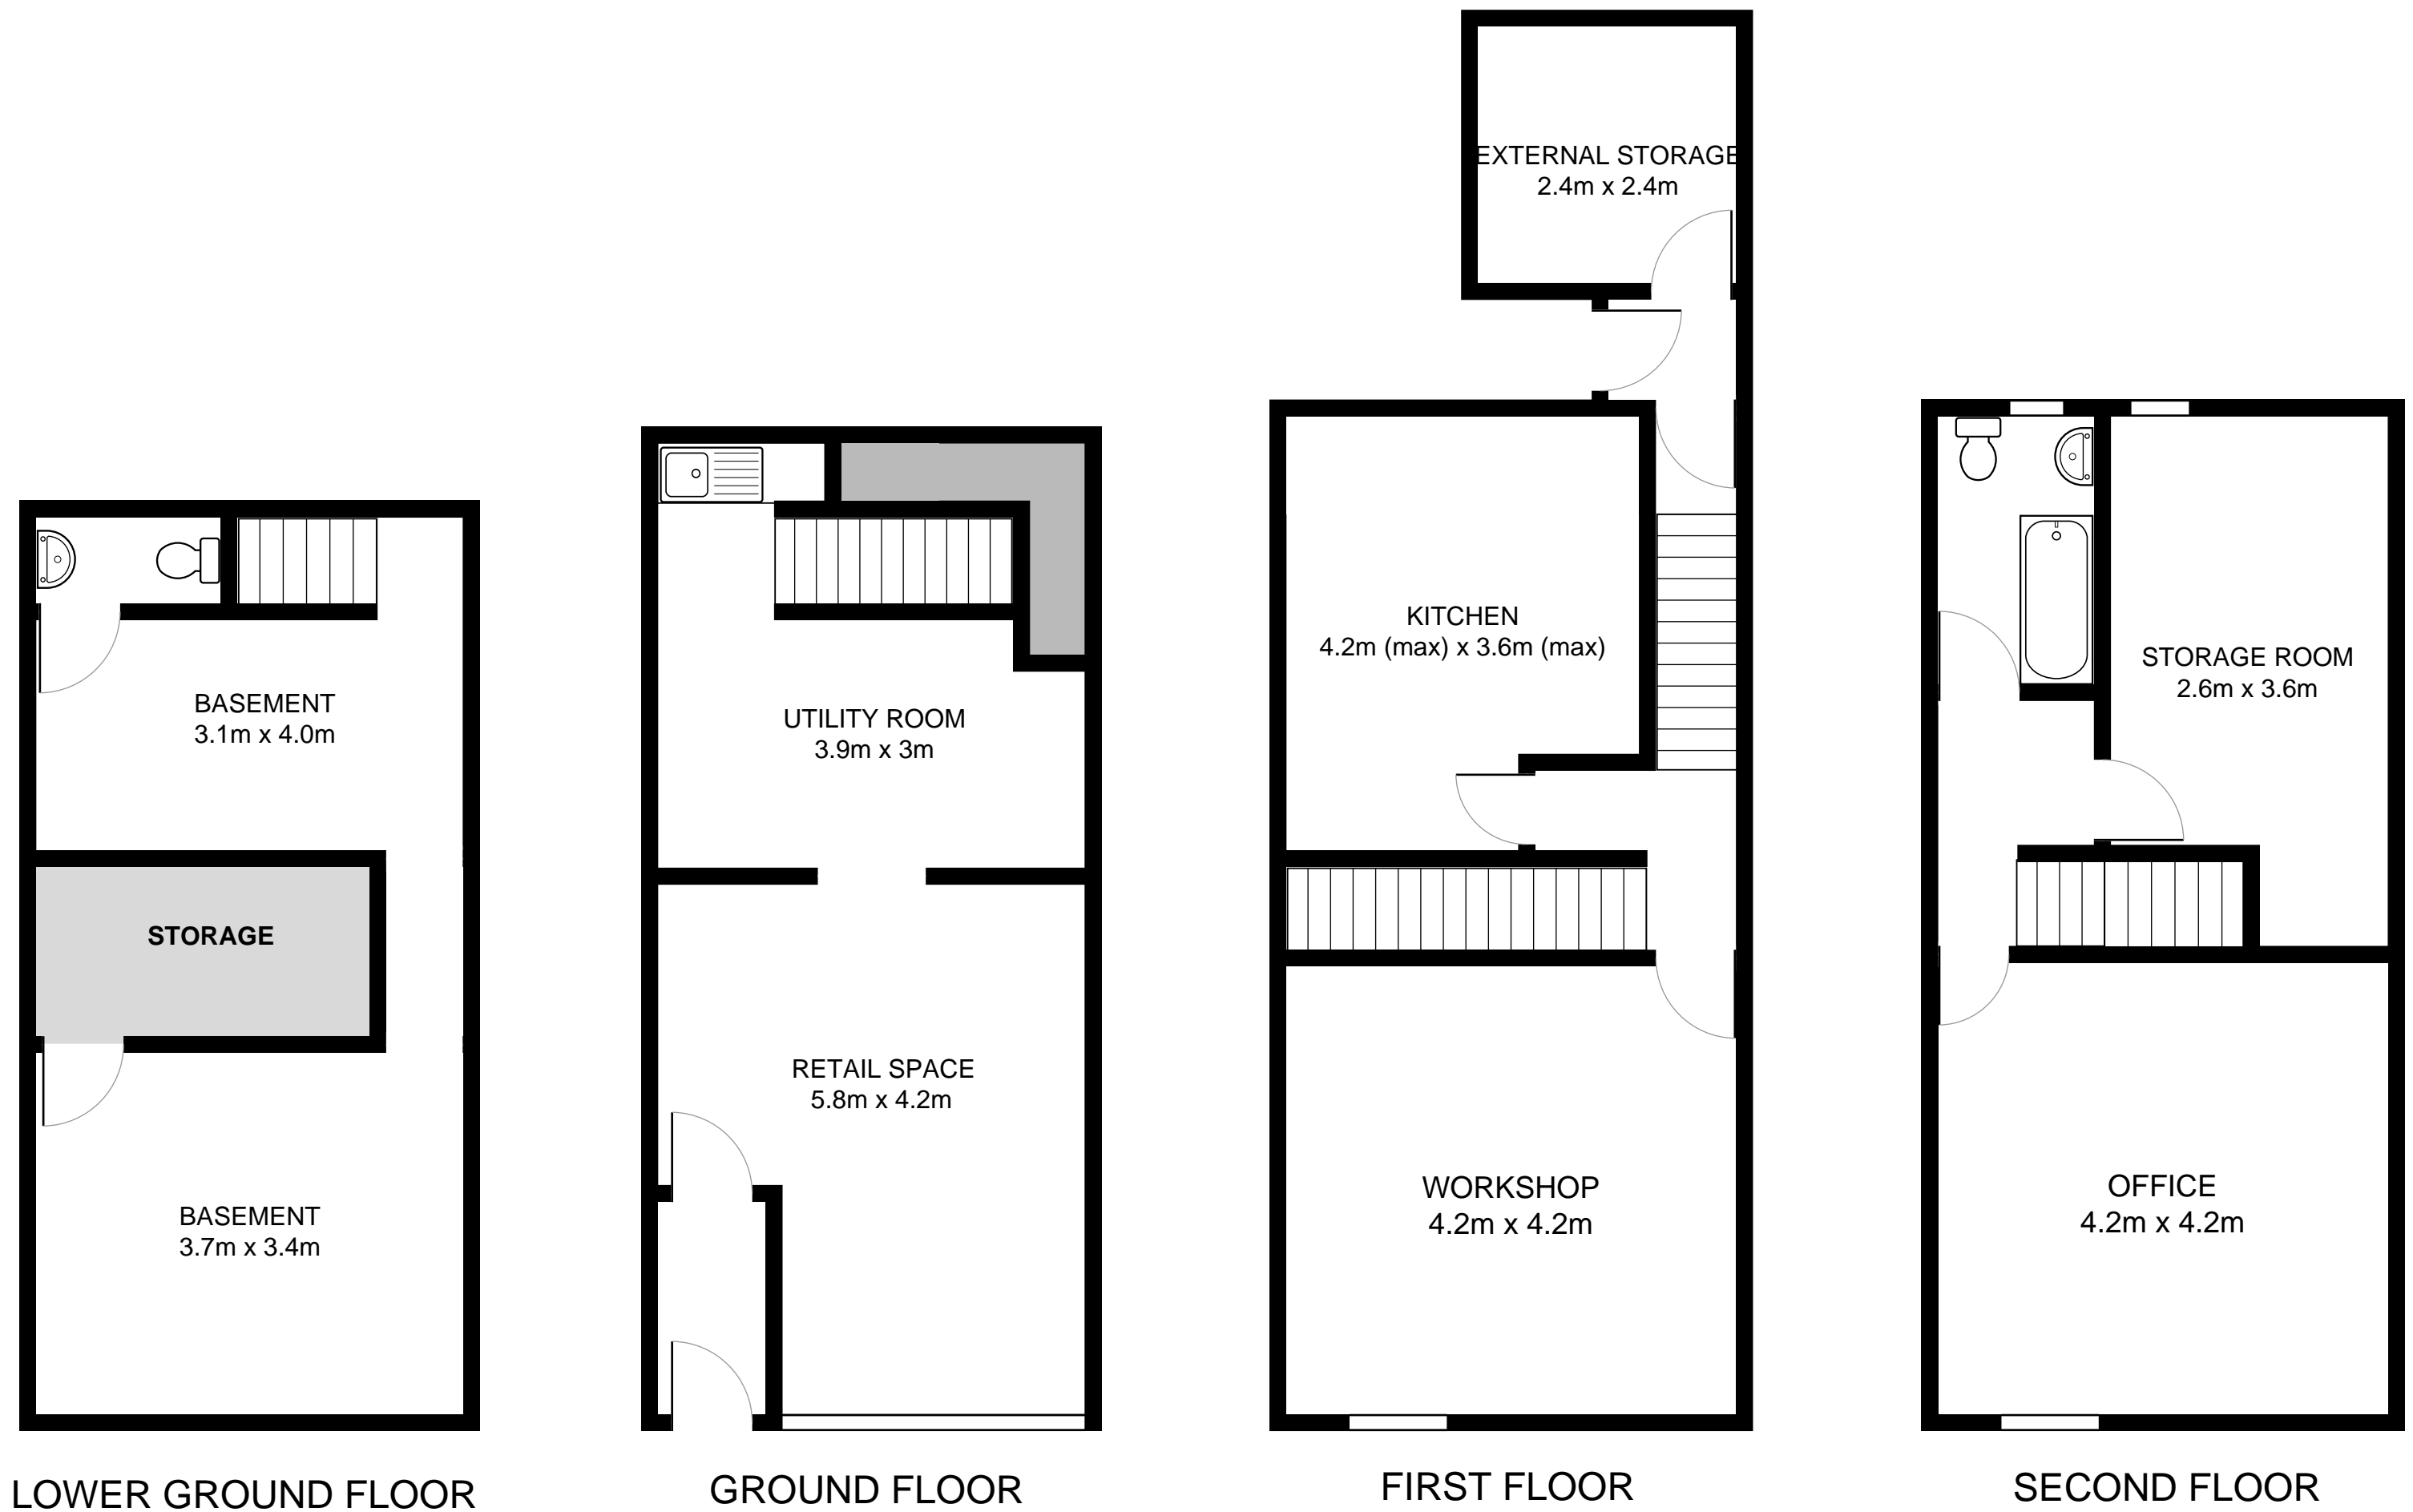 BASEMENT
3.1m x 4.0m
STORAGE
BASEMENT
3.7m x 3.4m
LOWER GROUND FLOOR
UTILITY ROOM
3.9m x 3m
RETAIL SPACE
5.8m x 4.2m
GROUND FLOOR
EXTERNAL STORAGE
2.4m x 2.4m
KITCHEN
4.2m (max) x 3.6m (max)
WORKSHOP
4.2m x 4.2m
FIRST FLOOR
STORAGE ROOM
2.6m x 3.6m
OFFICE
4.2m x 4.2m
SECOND FLOOR